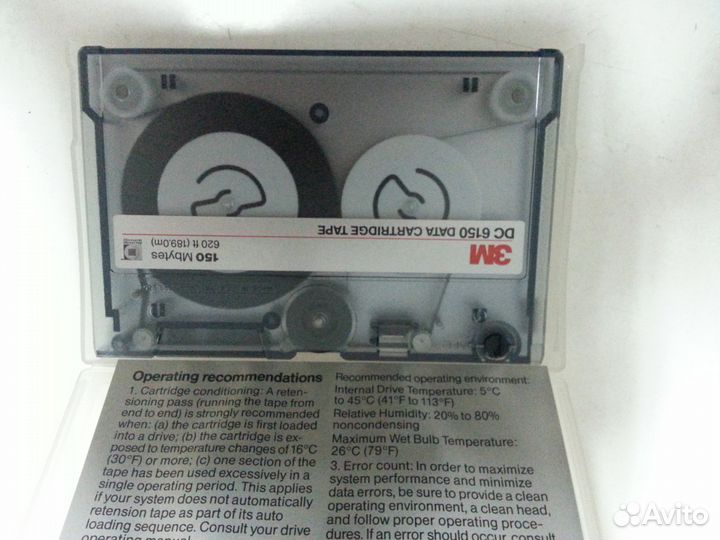 3M
DC 6150 DATA CARTRIDGE TAPE
150 Mbytes
620 ft (189.0m)
Operating recommendations
1. Cartridge conditioning: A reten-
sioning pass (running the tape from
end to end) is strongly recommended
when: (a) the cartridge is first loaded
into a drive; (b) the cartridge is ex-
posed to temperature changes of 16°C
(30°F) or more; (c) one section of the
tape has been used excessively in a
single operating period. This applies
if your system does not automatically
retension tape as part of its auto
loading sequence. Consult your drive
operating manual.
Recommended operating environment:
Internal Drive Temperature: 5°C
to 45°C (41°F to 113°F)
Relative Humidity: 20% to 80%
noncondensing
Maximum Wet Bulb Temperature:
26°C (79°F)
3. Error count: In order to maximize
system performance and minimize
data errors, be sure to provide a clean
operating environment, a clean head,
and follow proper operating proce-
dures. If an error should occur, consult
Avito